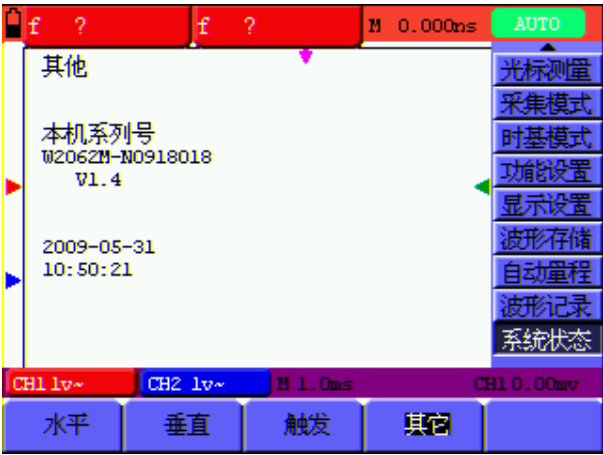 f ? f ? M 0.000ns AUTO
其他
本机系列号
W2062M-N0918018
V1.4
2009-05-31
10:50:21
光标测量
采集模式
时基模式
功能设置
显示设置
波形存储
自动量程
波形记录
系统状态
CH1 1v~ CH2 1v~ M 1.0ms CH1 0.00mv
水平 垂直 触发 其它